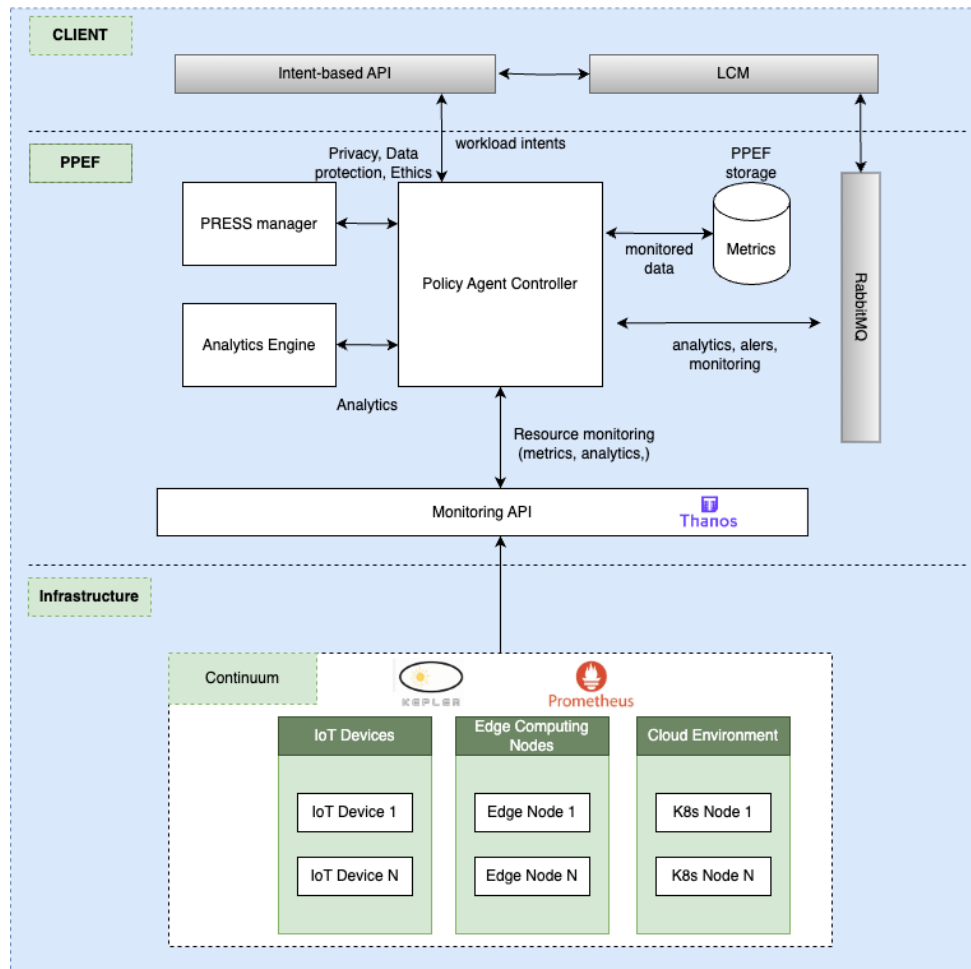 CLIENT
Intent-based API
LCM
workload intents
PPEF
Privacy, Data
protection, Ethics
PPEF
storage
PRESS manager
Policy Agent Controller
Metrics
monitored
data
RabbitMQ
Analytics Engine
analytics, alers,
monitoring
Analytics
Resource monitoring
(metrics, analytics,)
Monitoring API
Thanos
Infrastructure
Continuum
KEPLER
Prometheus
IoT Devices
Edge Computing
Nodes
Cloud Environment
IoT Device 1
Edge Node 1
K8s Node 1
IoT Device N
Edge Node N
K8s Node N